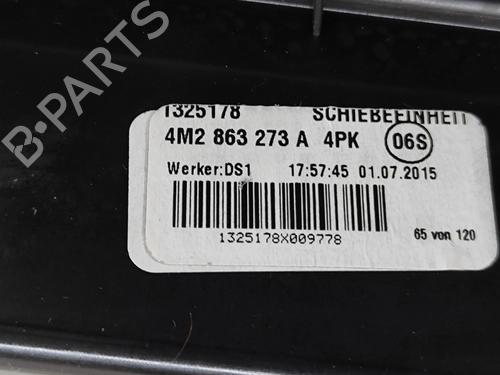 B-PARTS
1325178 SCHIEBEEINHEIT
4M2 863 273 A 4PK 06S
Werker:DS1 17:57:45 01.07.2015
1325178X009778
65 von 120